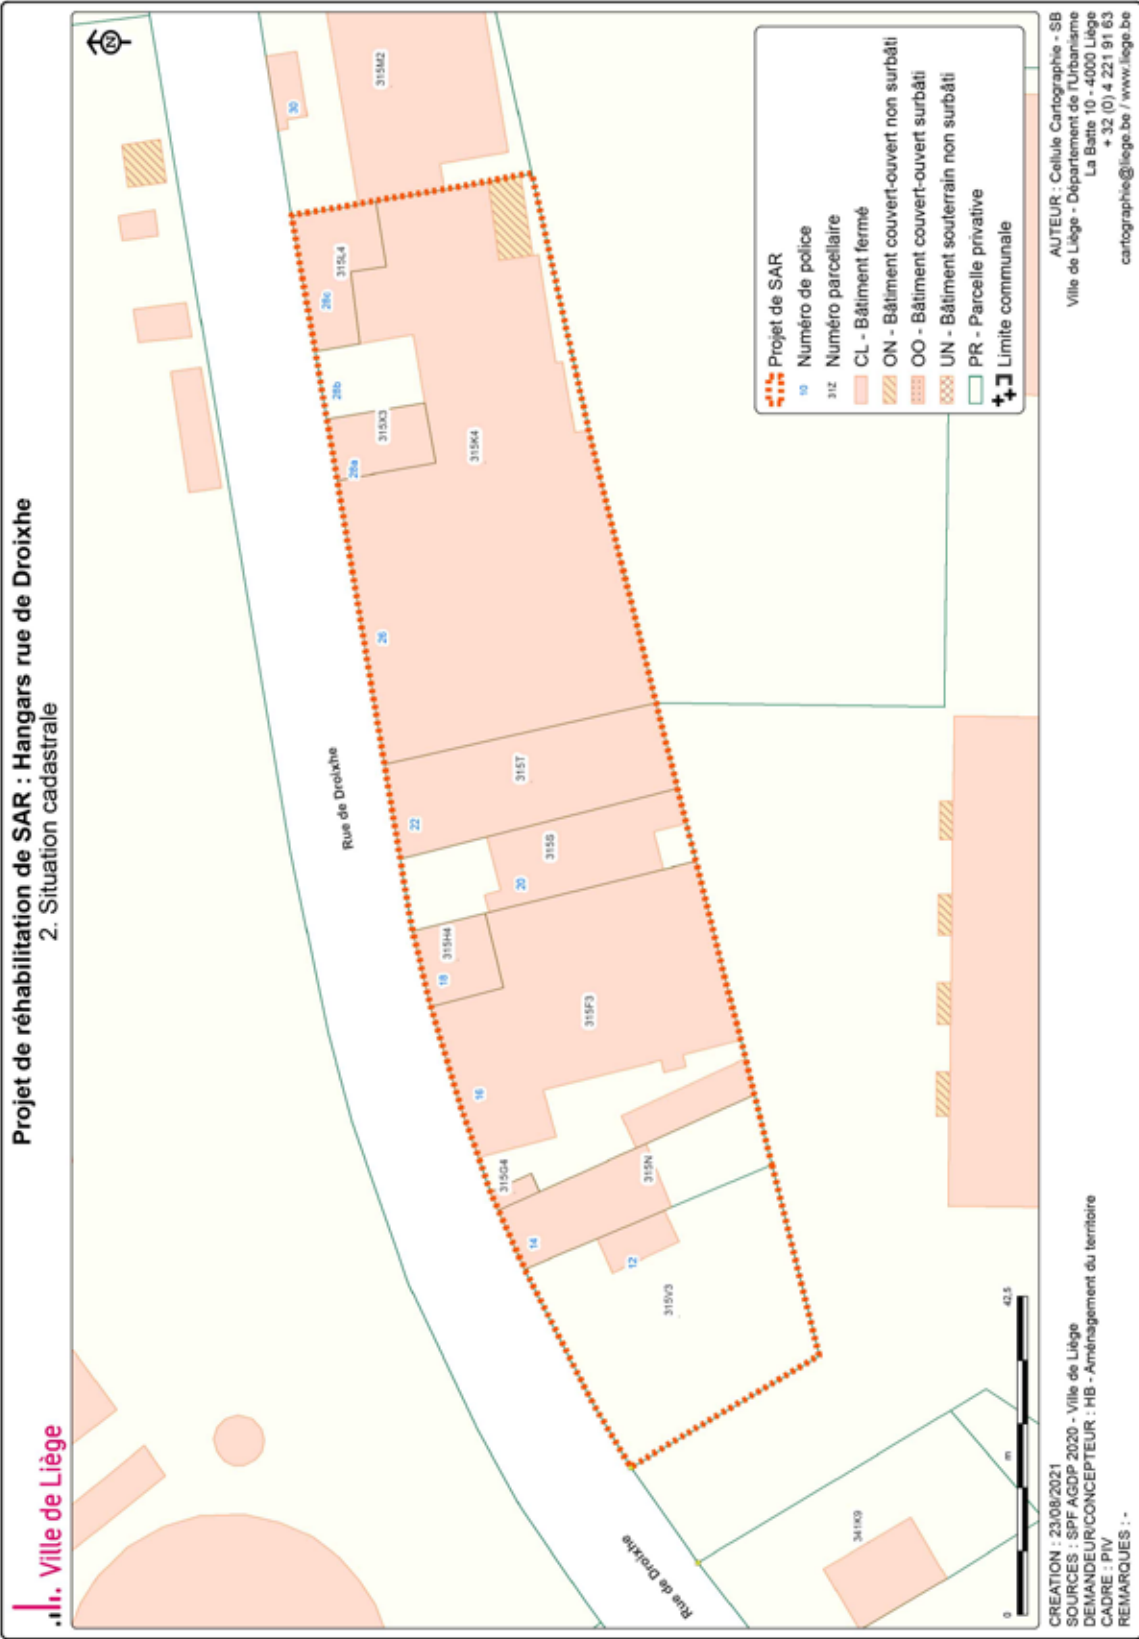 Projet de réhabilitation de SAR : Hangars rue de Droixhe
2. Situation cadastrale
Ville de Liège
N
30
315M2
315L4
28c
28b
315X3
28a
315K4
26
Rue de Droixhe
315T
22
315S
20
315H4
18
315F3
16
315G4
315N
14
12
315V3
Rue de Droixhe
341K9
0
m
42,5
Projet de SAR
10 Numéro de police
31Z Numéro parcellaire
CL - Bâtiment fermé
ON - Bâtiment couvert-ouvert non surbâti
OO - Bâtiment couvert-ouvert surbâti
UN - Bâtiment souterrain non surbâti
PR - Parcelle privative
Limite communale
CREATION : 23/08/2021
SOURCES : SPF AGDP 2020 - Ville de Liège
DEMANDEUR/CONCEPTEUR : HB - Aménagement du territoire
CADRE : PIV
REMARQUES : -
AUTEUR : Cellule Cartographie - SB
Ville de Liège - Département de l'Urbanisme
La Batte 10 - 4000 Liège
+ 32 (0) 4 221 91 63
cartographie@liege.be / www.liege.be